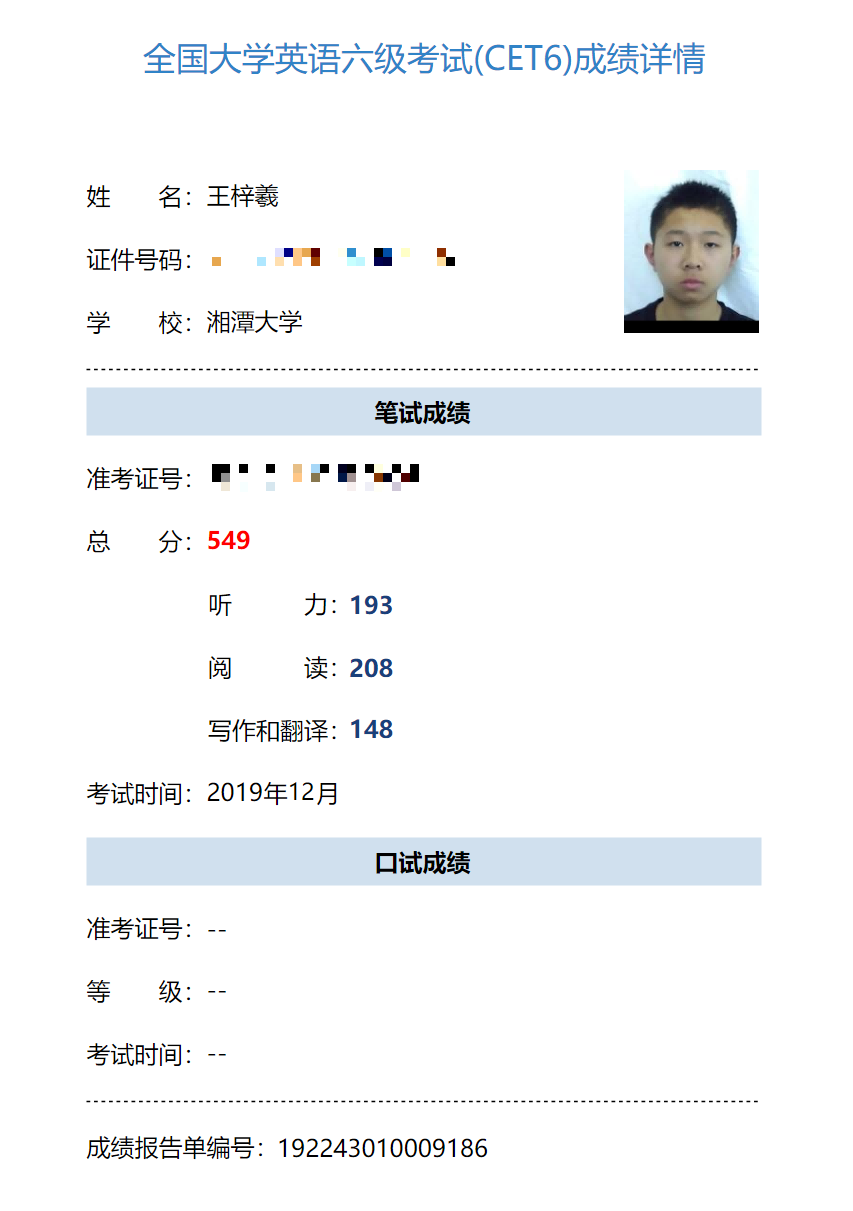 全国大学英语六级考试(CET6)成绩详情
姓 名：王梓羲
证件号码：
学 校：湘潭大学
笔试成绩
准考证号：
总 分：549
听 力：193
阅 读：208
写作和翻译：148
考试时间：2019年12月
口试成绩
准考证号：--
等 级：--
考试时间：--
成绩报告单编号：192243010009186